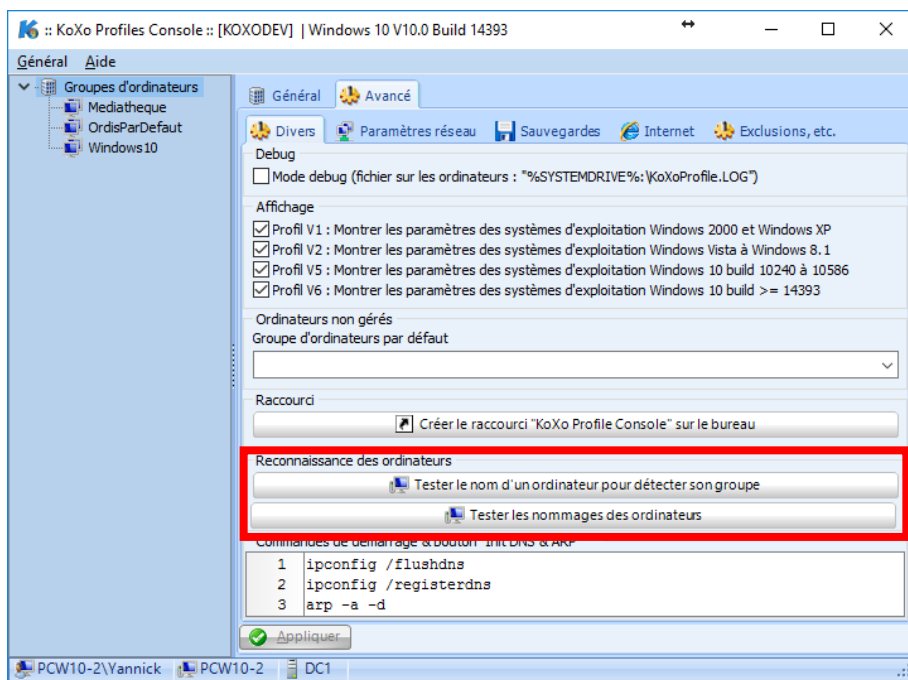 :: KoXo Profiles Console :: [KOXODEV] | Windows 10 V10.0 Build 14393
Général Aide
Groupes d'ordinateurs
Mediatheque
OrdisParDefaut
Windows10
Général Avancé
Divers Paramètres réseau Sauvegardes Internet Exclusions, etc.
Debug
Mode debug (fichier sur les ordinateurs : "%SYSTEMDRIVE%:\KoXoProfile.LOG")
Affichage
Profil V1 : Montrer les paramètres des systèmes d'exploitation Windows 2000 et Windows XP
Profil V2 : Montrer les paramètres des systèmes d'exploitation Windows Vista à Windows 8.1
Profil V5 : Montrer les paramètres des systèmes d'exploitation Windows 10 build 10240 à 10586
Profil V6 : Montrer les paramètres des systèmes d'exploitation Windows 10 build >= 14393
Ordinateurs non gérés
Groupe d'ordinateurs par défaut
Raccourci
Créer le raccourci "KoXo Profile Console" sur le bureau
Reconnaissance des ordinateurs
Tester le nom d'un ordinateur pour détecter son groupe
Tester les nommages des ordinateurs
Commandes de démarrage & bouton "Init DNS & ARP"
1 ipconfig /flushdns
2 ipconfig /registerdns
3 arp -a -d
Appliquer
PCW10-2\Yannick PCW10-2 DC1